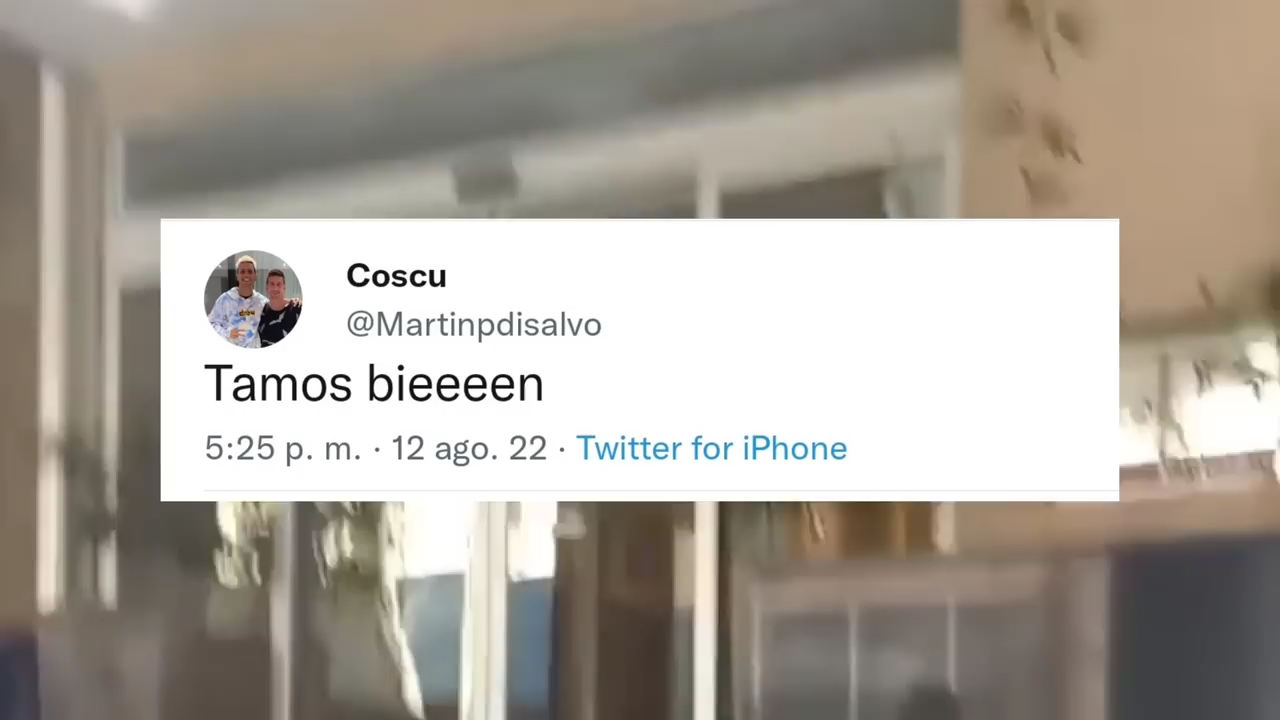 Coscu
@Martinpdisalvo
Tamos bieeeen
5:25 p. m. · 12 ago. 22 · Twitter for iPhone